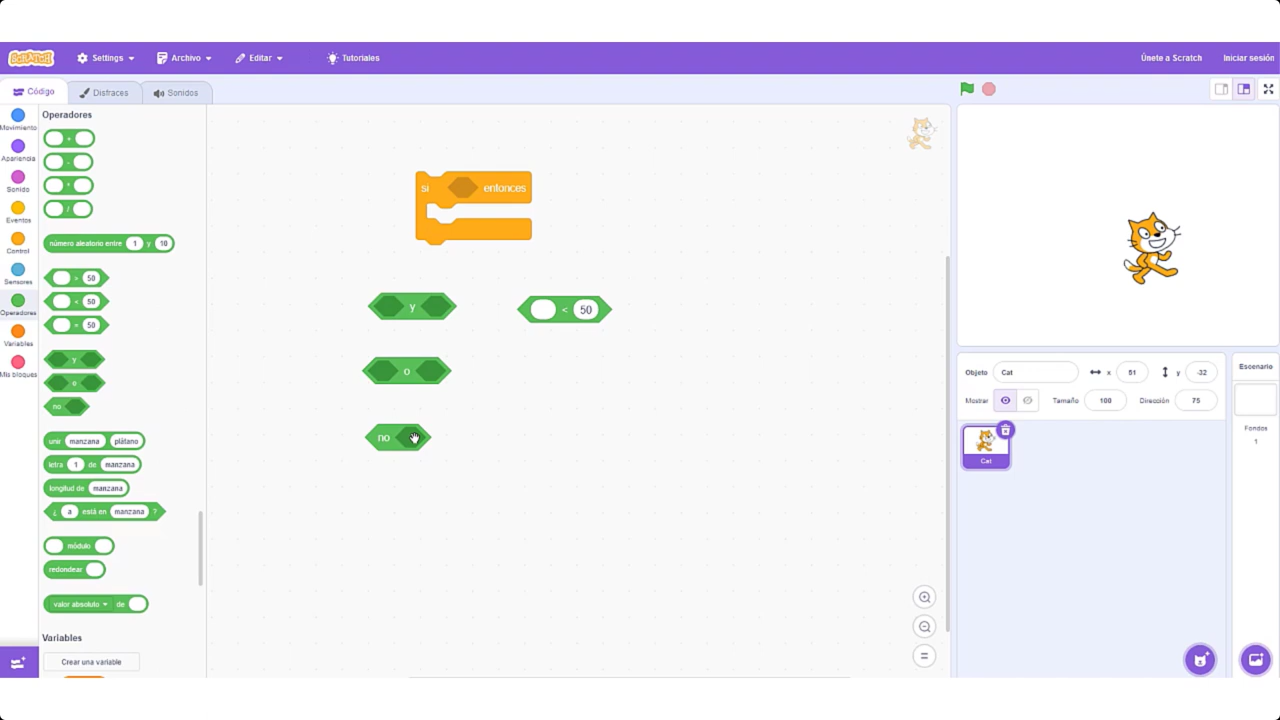 SCRATCH
Settings
Archivo
Editar
Tutoriales
Únete a Scratch
Iniciar sesión
Código
Disfraces
Sonidos
Movimiento
Apariencia
Sonido
Eventos
Control
Sensores
Operadores
Variables
Mis bloques
Operadores
+
-
*
/
número aleatorio entre 1 y 10
> 50
< 50
= 50
y
o
no
unir manzana plátano
letra 1 de manzana
longitud de manzana
¿ a está en manzana ?
módulo
redondear
valor absoluto de
Variables
Crear una variable
si entonces
y
< 50
o
no
Objeto Cat x 51 y -32
Mostrar Tamaño 100 Dirección 75
Cat
Escenario
Fondos
1